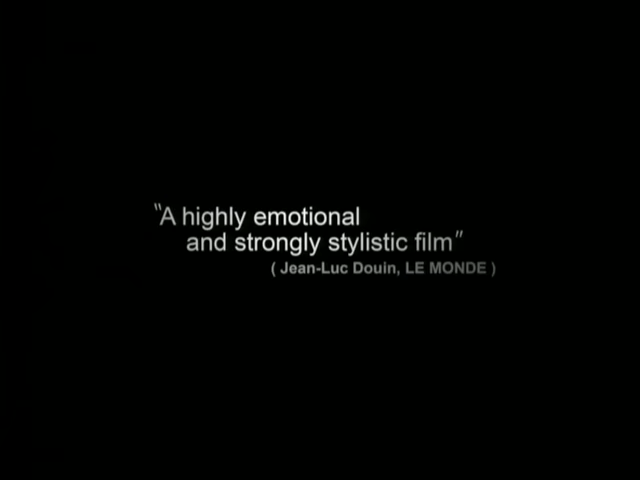 "A highly emotional
and strongly stylistic film"
( Jean-Luc Douin, LE MONDE )